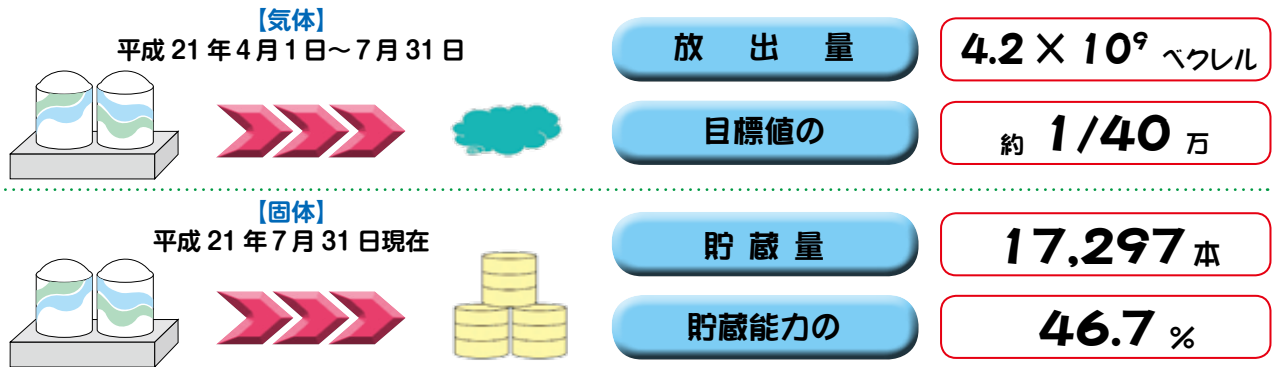 【気体】
平成 21 年4月1日～7月 31 日
放出量
4.2 × 10⁹ ベクレル
目標値の
約 1/40 万
【固体】
平成 21 年7月 31 日現在
貯蔵量
17,297 本
貯蔵能力の
46.7 %